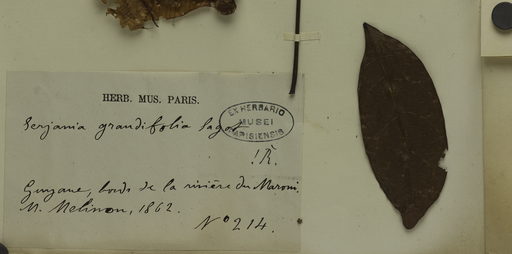 HERB. MUS. PARIS.
Serjania grandifolia Sagot
EX HERBARIO
MUSEI
PARISIENSIS
! R.
Guyane, bords de la rivière du Maroni.
M. Melinon, 1862.
N° 214.